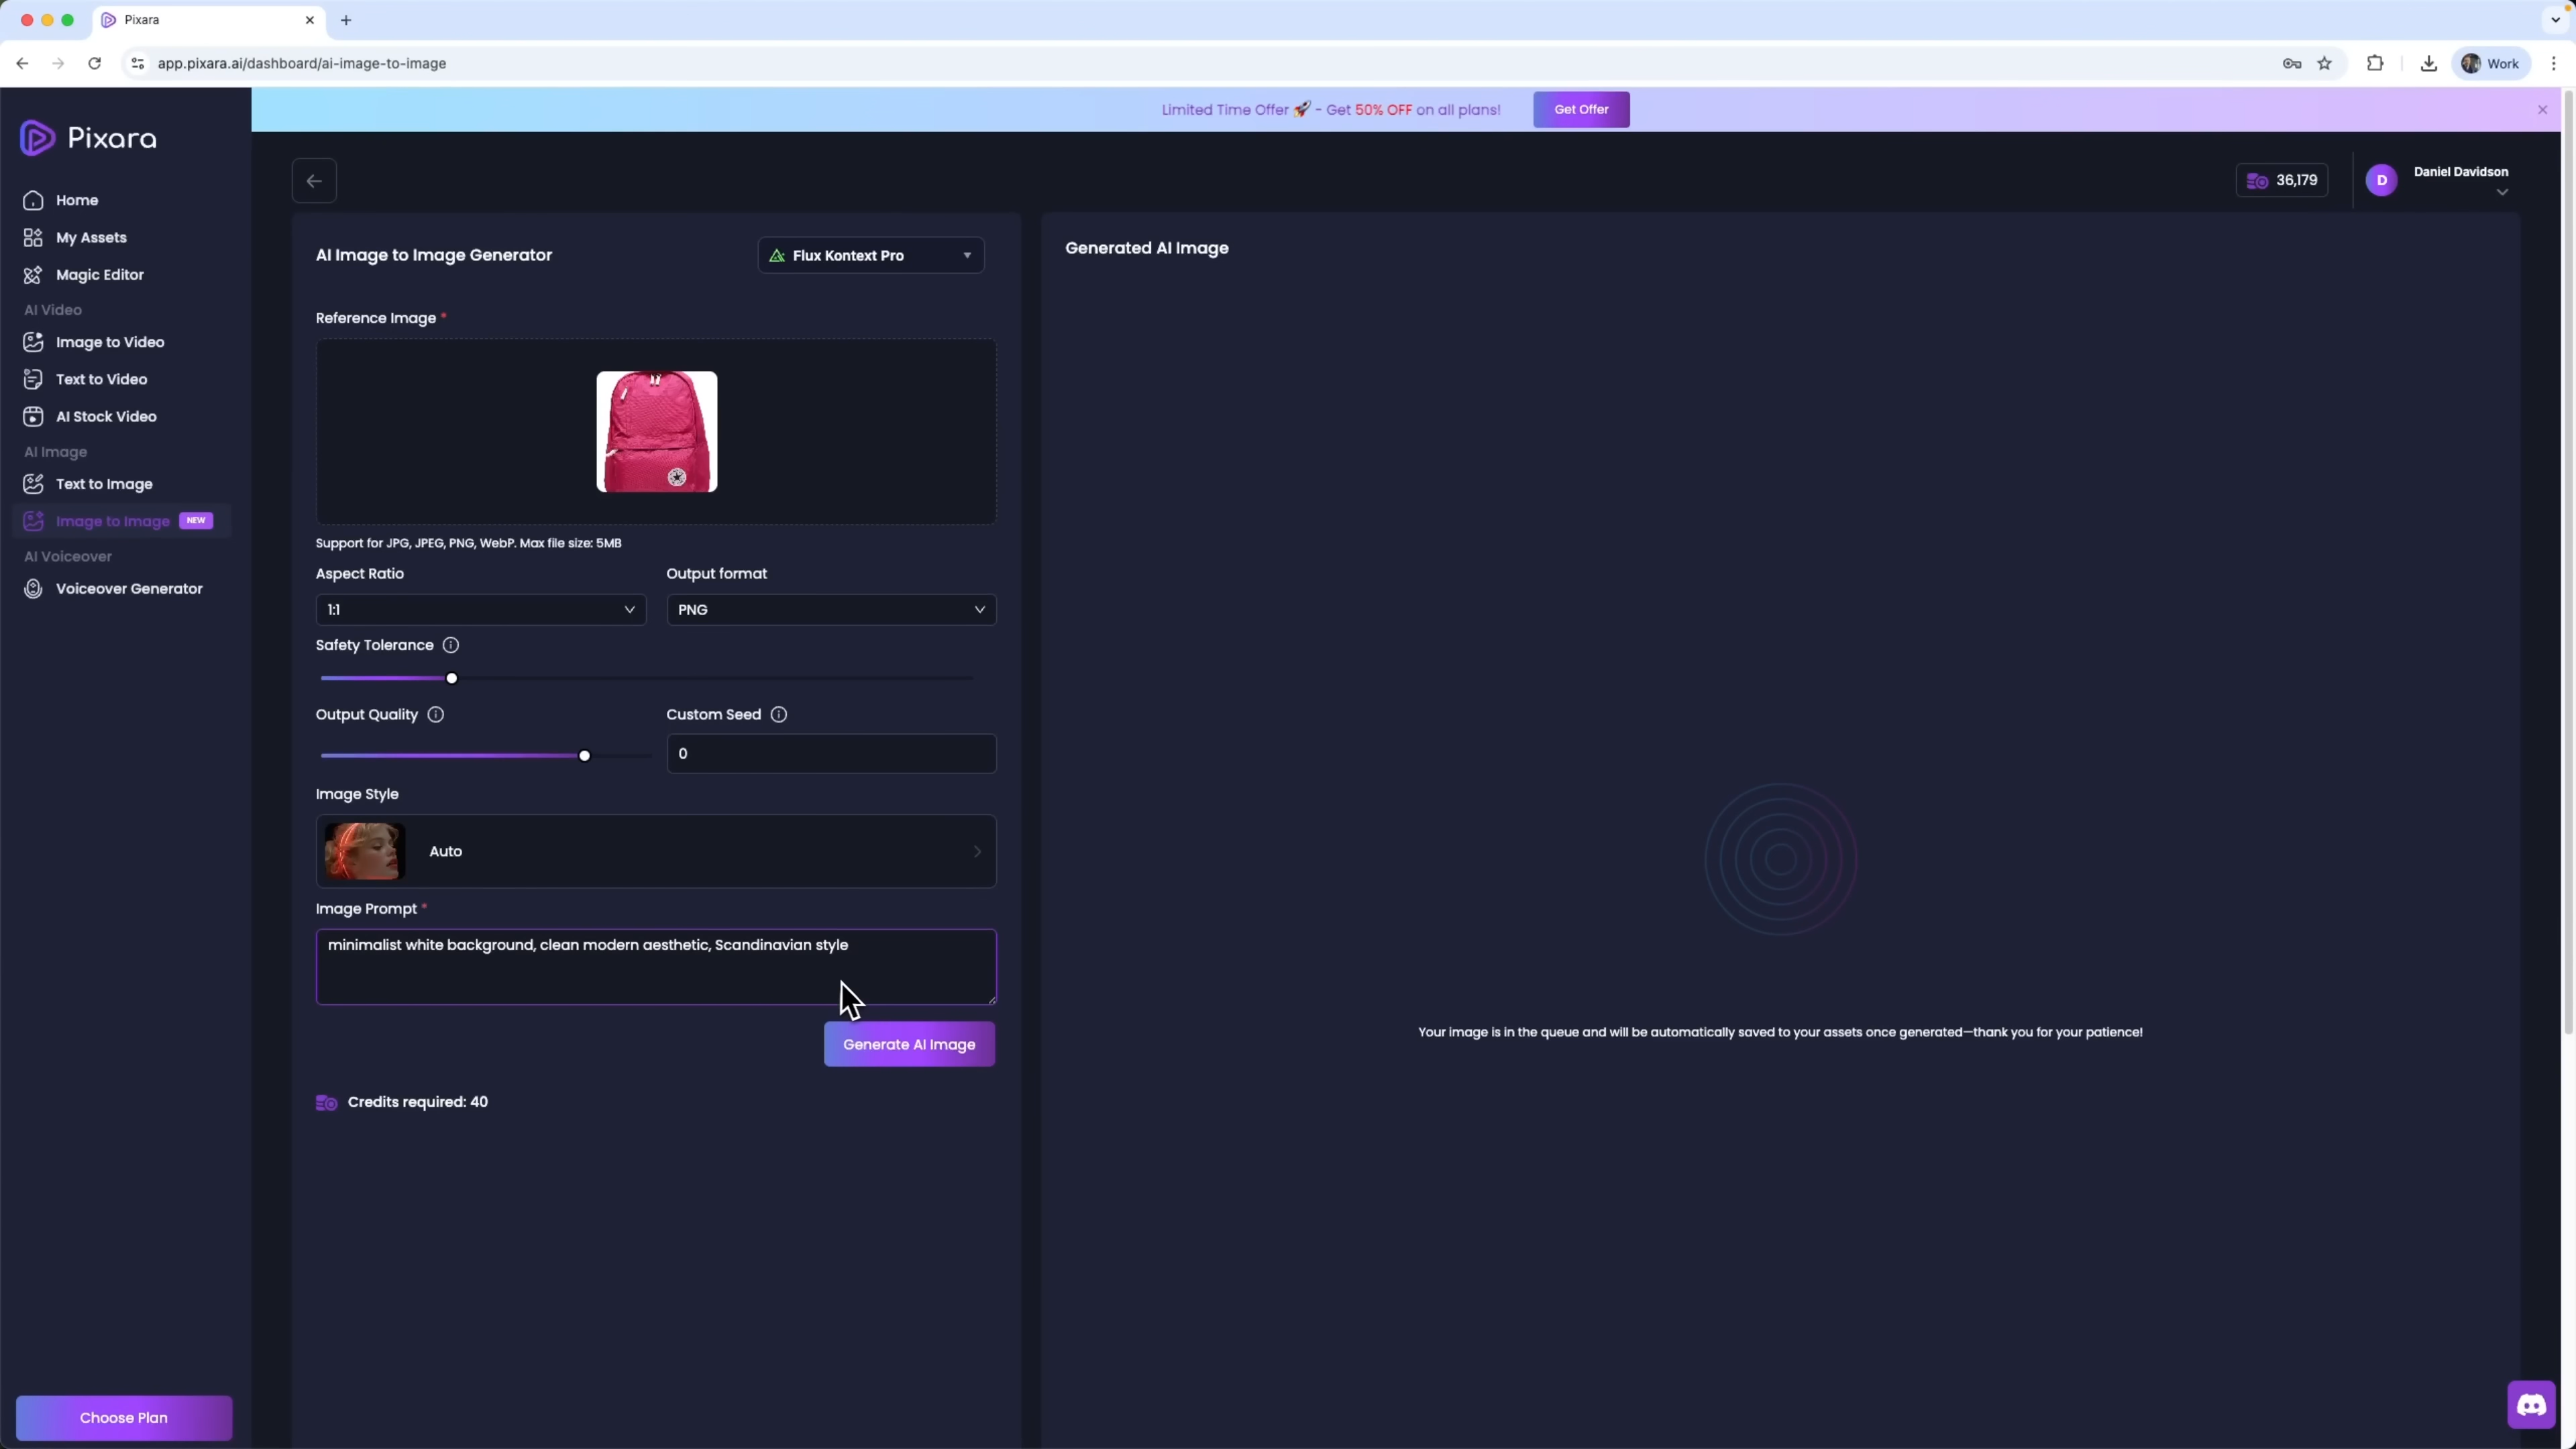 Pixara
app.pixara.ai/dashboard/ai-image-to-image
Work
Limited Time Offer 🚀 - Get 50% OFF on all plans!
Get Offer
Pixara
Home
My Assets
Magic Editor
AI Video
Image to Video
Text to Video
AI Stock Video
AI Image
Text to Image
Image to Image NEW
AI Voiceover
Voiceover Generator
Choose Plan
36,179
D
Daniel Davidson
AI Image to Image Generator
Flux Kontext Pro
Reference Image *
Support for JPG, JPEG, PNG, WebP. Max file size: 5MB
Aspect Ratio
Output format
1:1
PNG
Safety Tolerance
Output Quality
Custom Seed
0
Image Style
Auto
Image Prompt *
minimalist white background, clean modern aesthetic, Scandinavian style
Generate AI Image
Credits required: 40
Generated AI Image
Your image is in the queue and will be automatically saved to your assets once generated—thank you for your patience!